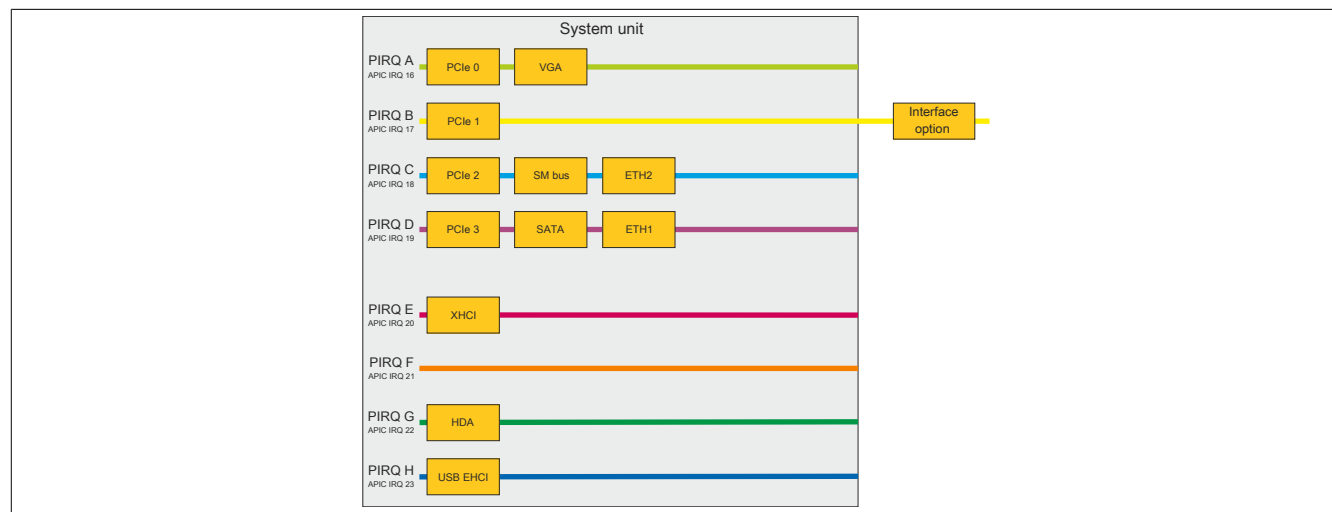 System unit
PIRQ A
APIC IRQ 16
PCIe 0
VGA
PIRQ B
APIC IRQ 17
PCIe 1
Interface
option
PIRQ C
APIC IRQ 18
PCIe 2
SM bus
ETH2
PIRQ D
APIC IRQ 19
PCIe 3
SATA
ETH1
PIRQ E
APIC IRQ 20
XHCI
PIRQ F
APIC IRQ 21
PIRQ G
APIC IRQ 22
HDA
PIRQ H
APIC IRQ 23
USB EHCI